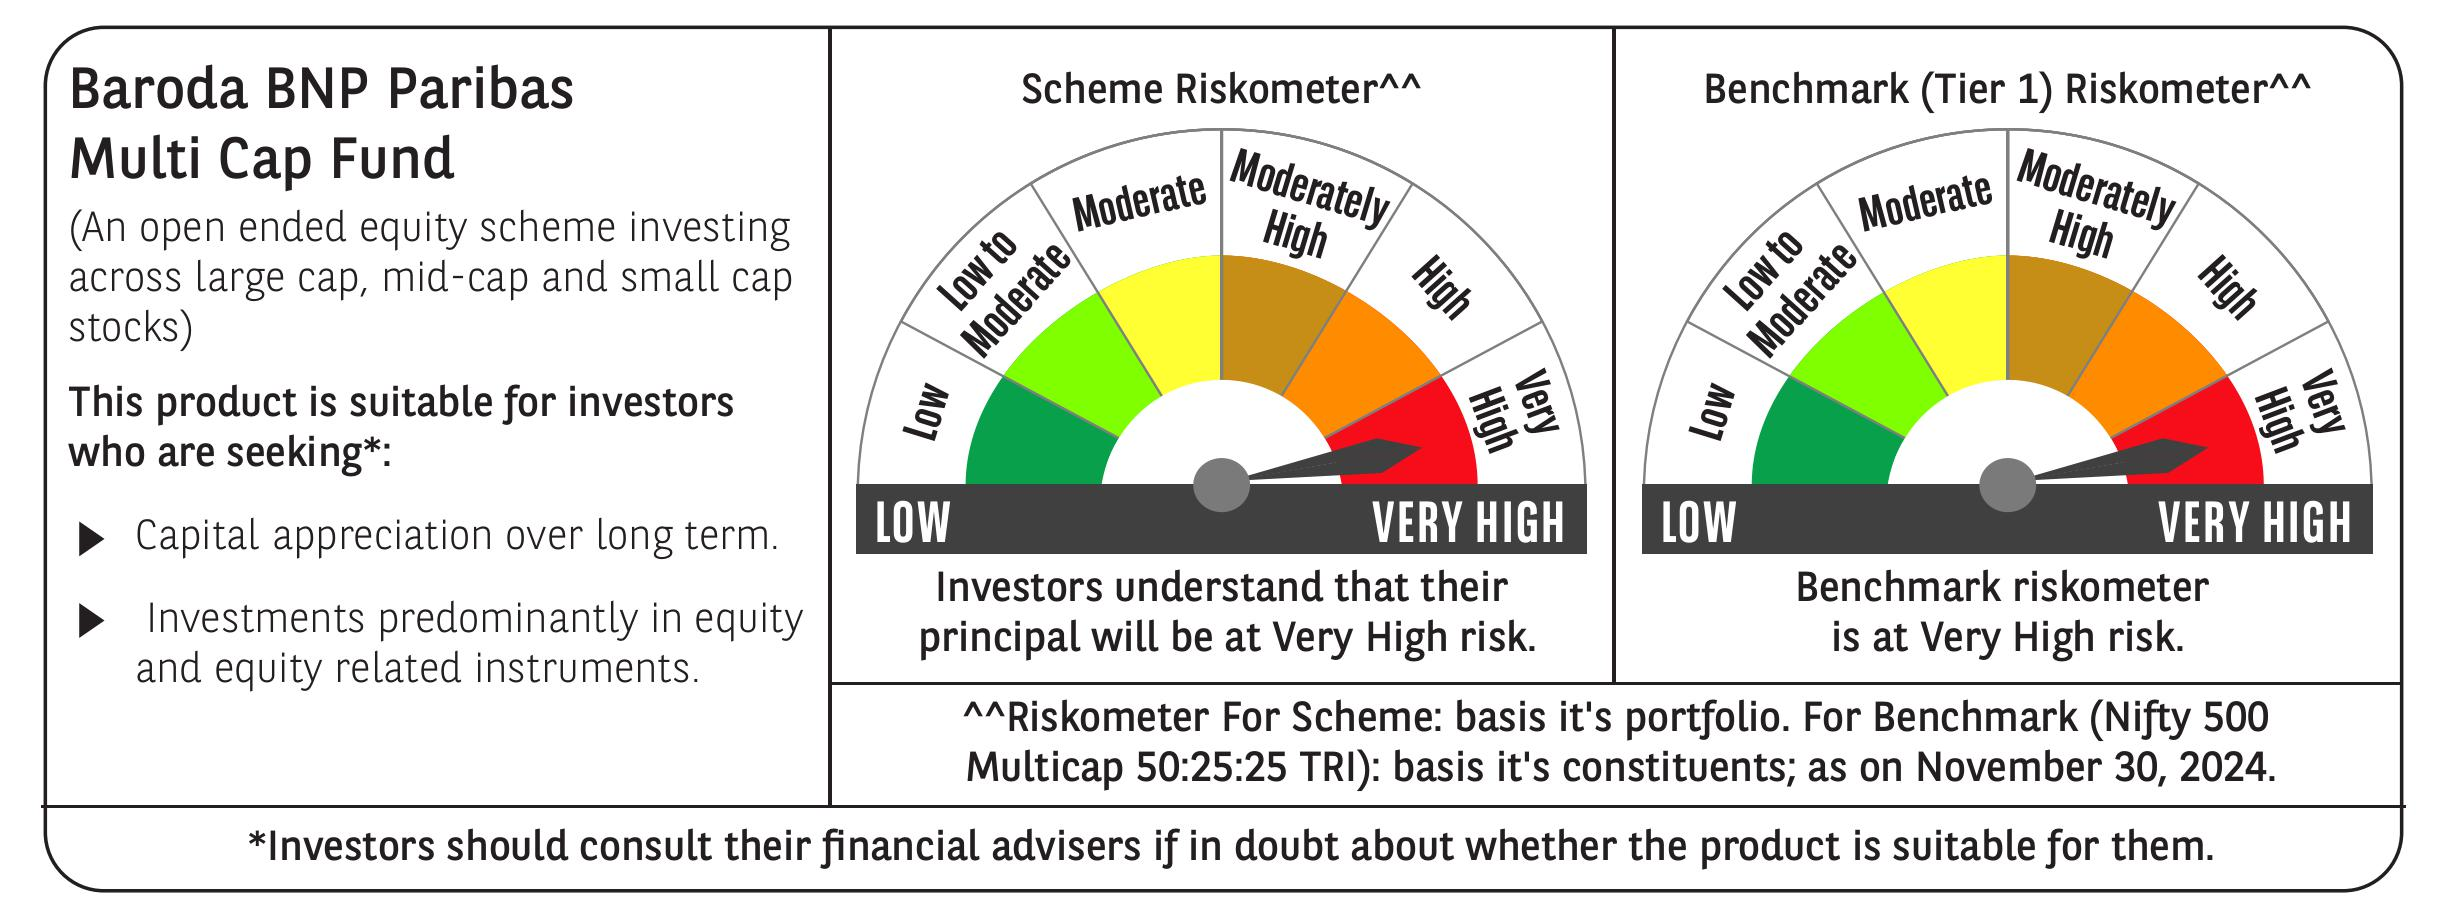 Baroda BNP Paribas
Multi Cap Fund
(An open ended equity scheme investing
across large cap, mid-cap and small cap
stocks)
This product is suitable for investors
who are seeking*:
Capital appreciation over long term.
Investments predominantly in equity
and equity related instruments.
Scheme Riskometer^^
Low
Low to
Moderate
Moderate
Moderately
High
High
Very
High
LOW
VERY HIGH
Investors understand that their
principal will be at Very High risk.
Benchmark (Tier 1) Riskometer^^
Low
Low to
Moderate
Moderate
Moderately
High
High
Very
High
LOW
VERY HIGH
Benchmark riskometer
is at Very High risk.
^^Riskometer For Scheme: basis it's portfolio. For Benchmark (Nifty 500
Multicap 50:25:25 TRI): basis it's constituents; as on November 30, 2024.
*Investors should consult their financial advisers if in doubt about whether the product is suitable for them.